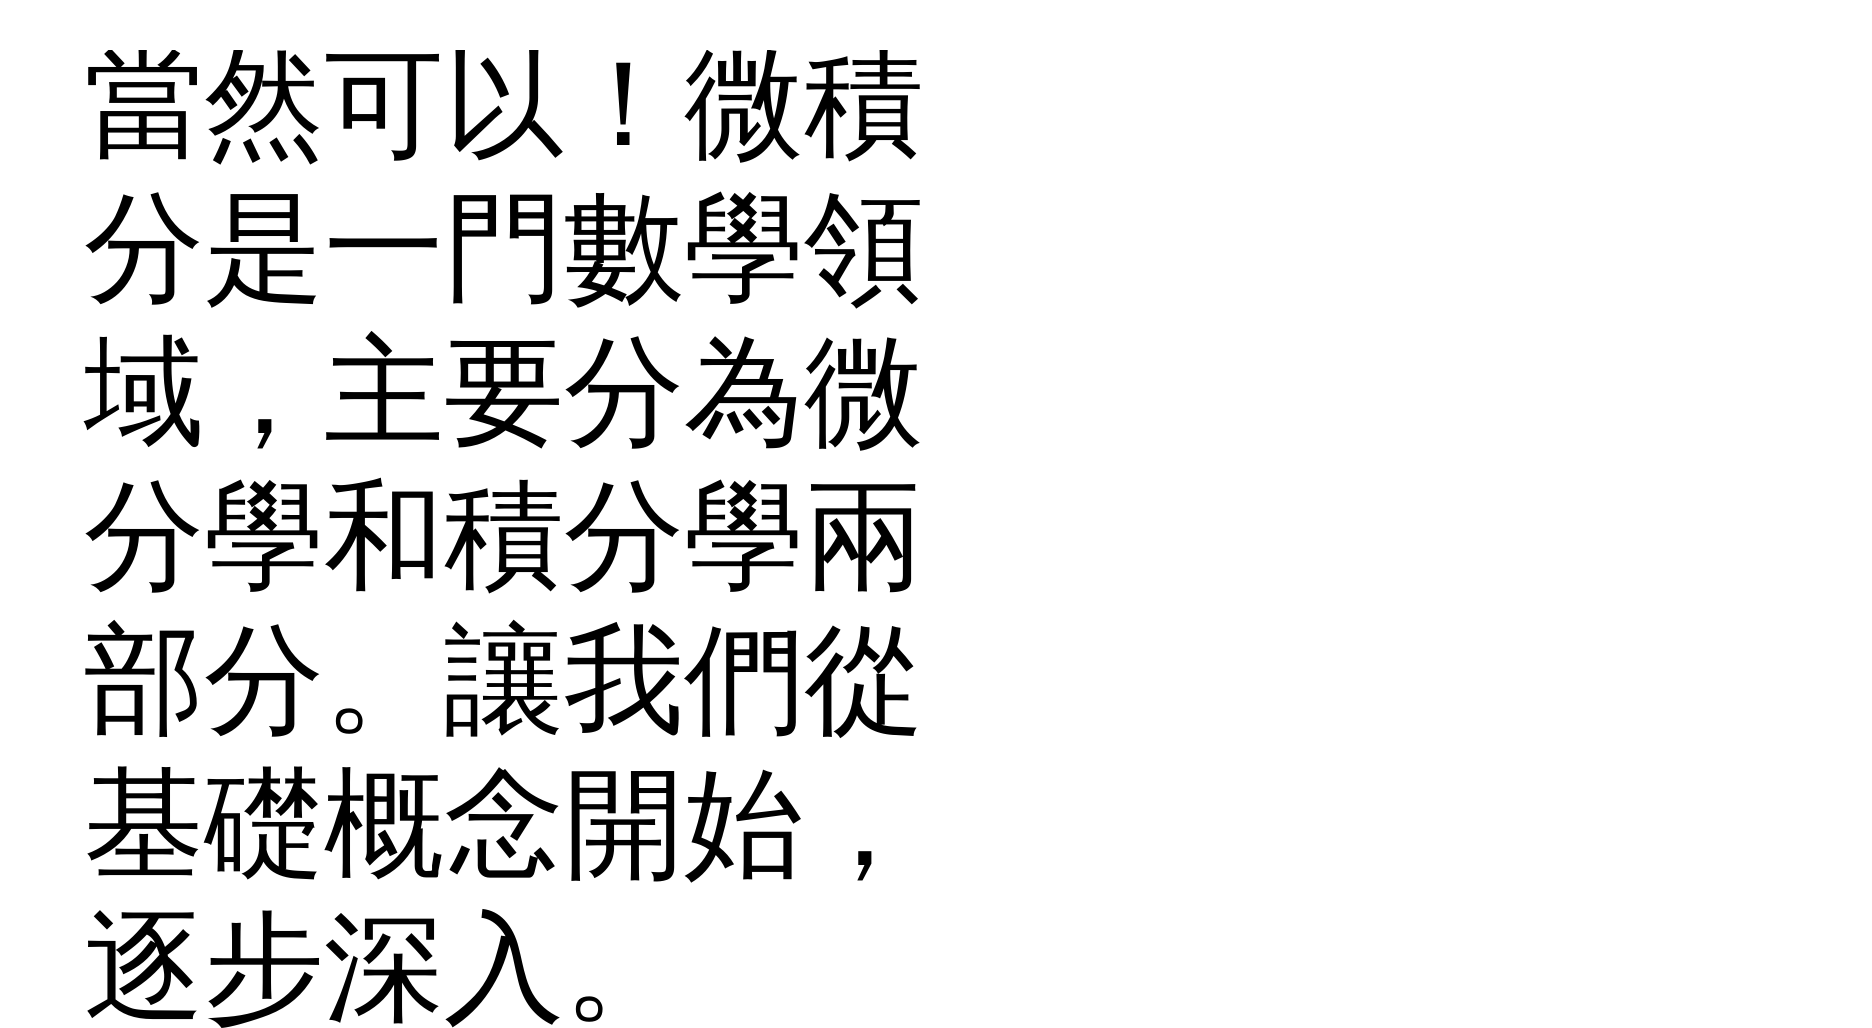 當然可以！微積
分是一門數學領
域，主要分為微
分學和積分學兩
部分。讓我們從
基礎概念開始，
逐步深入。